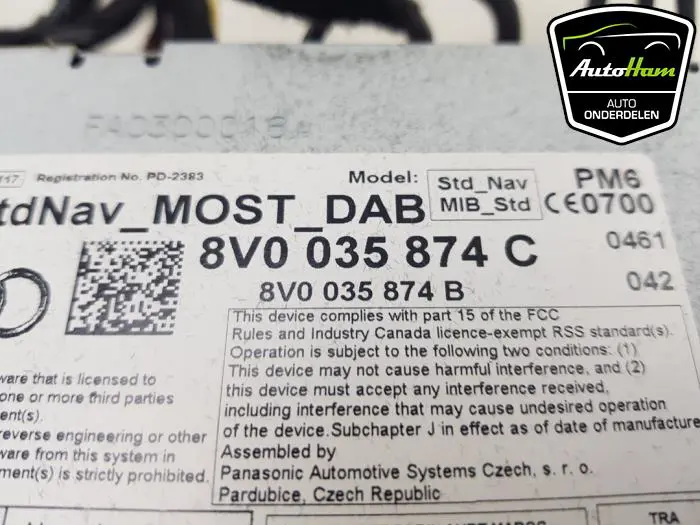 AutoHam
AUTO
ONDERDELEN
FA0300016A
117 Registration No. PD-2383
Model: Std_Nav PM6
MIB_Std CE0700
tdNav_MOST_DAB
8V0 035 874 C 0461
8V0 035 874 B 042
This device complies with part 15 of the FCC
Rules and Industry Canada licence-exempt RSS standard(s).
Operation is subject to the following two conditions: (1)
This device may not cause harmful interference, and (2)
this device must accept any interference received,
including interference that may cause undesired operation
of the device.Subchapter J in effect as of date of manufacture
Assembled by
Panasonic Automotive Systems Czech, s. r. o.
Pardubice, Czech Republic
ware that is licensed to
one or more third parties
ent(s).
reverse engineering or other
ware from this system in
ment(s) is strictly prohibited.
TRA